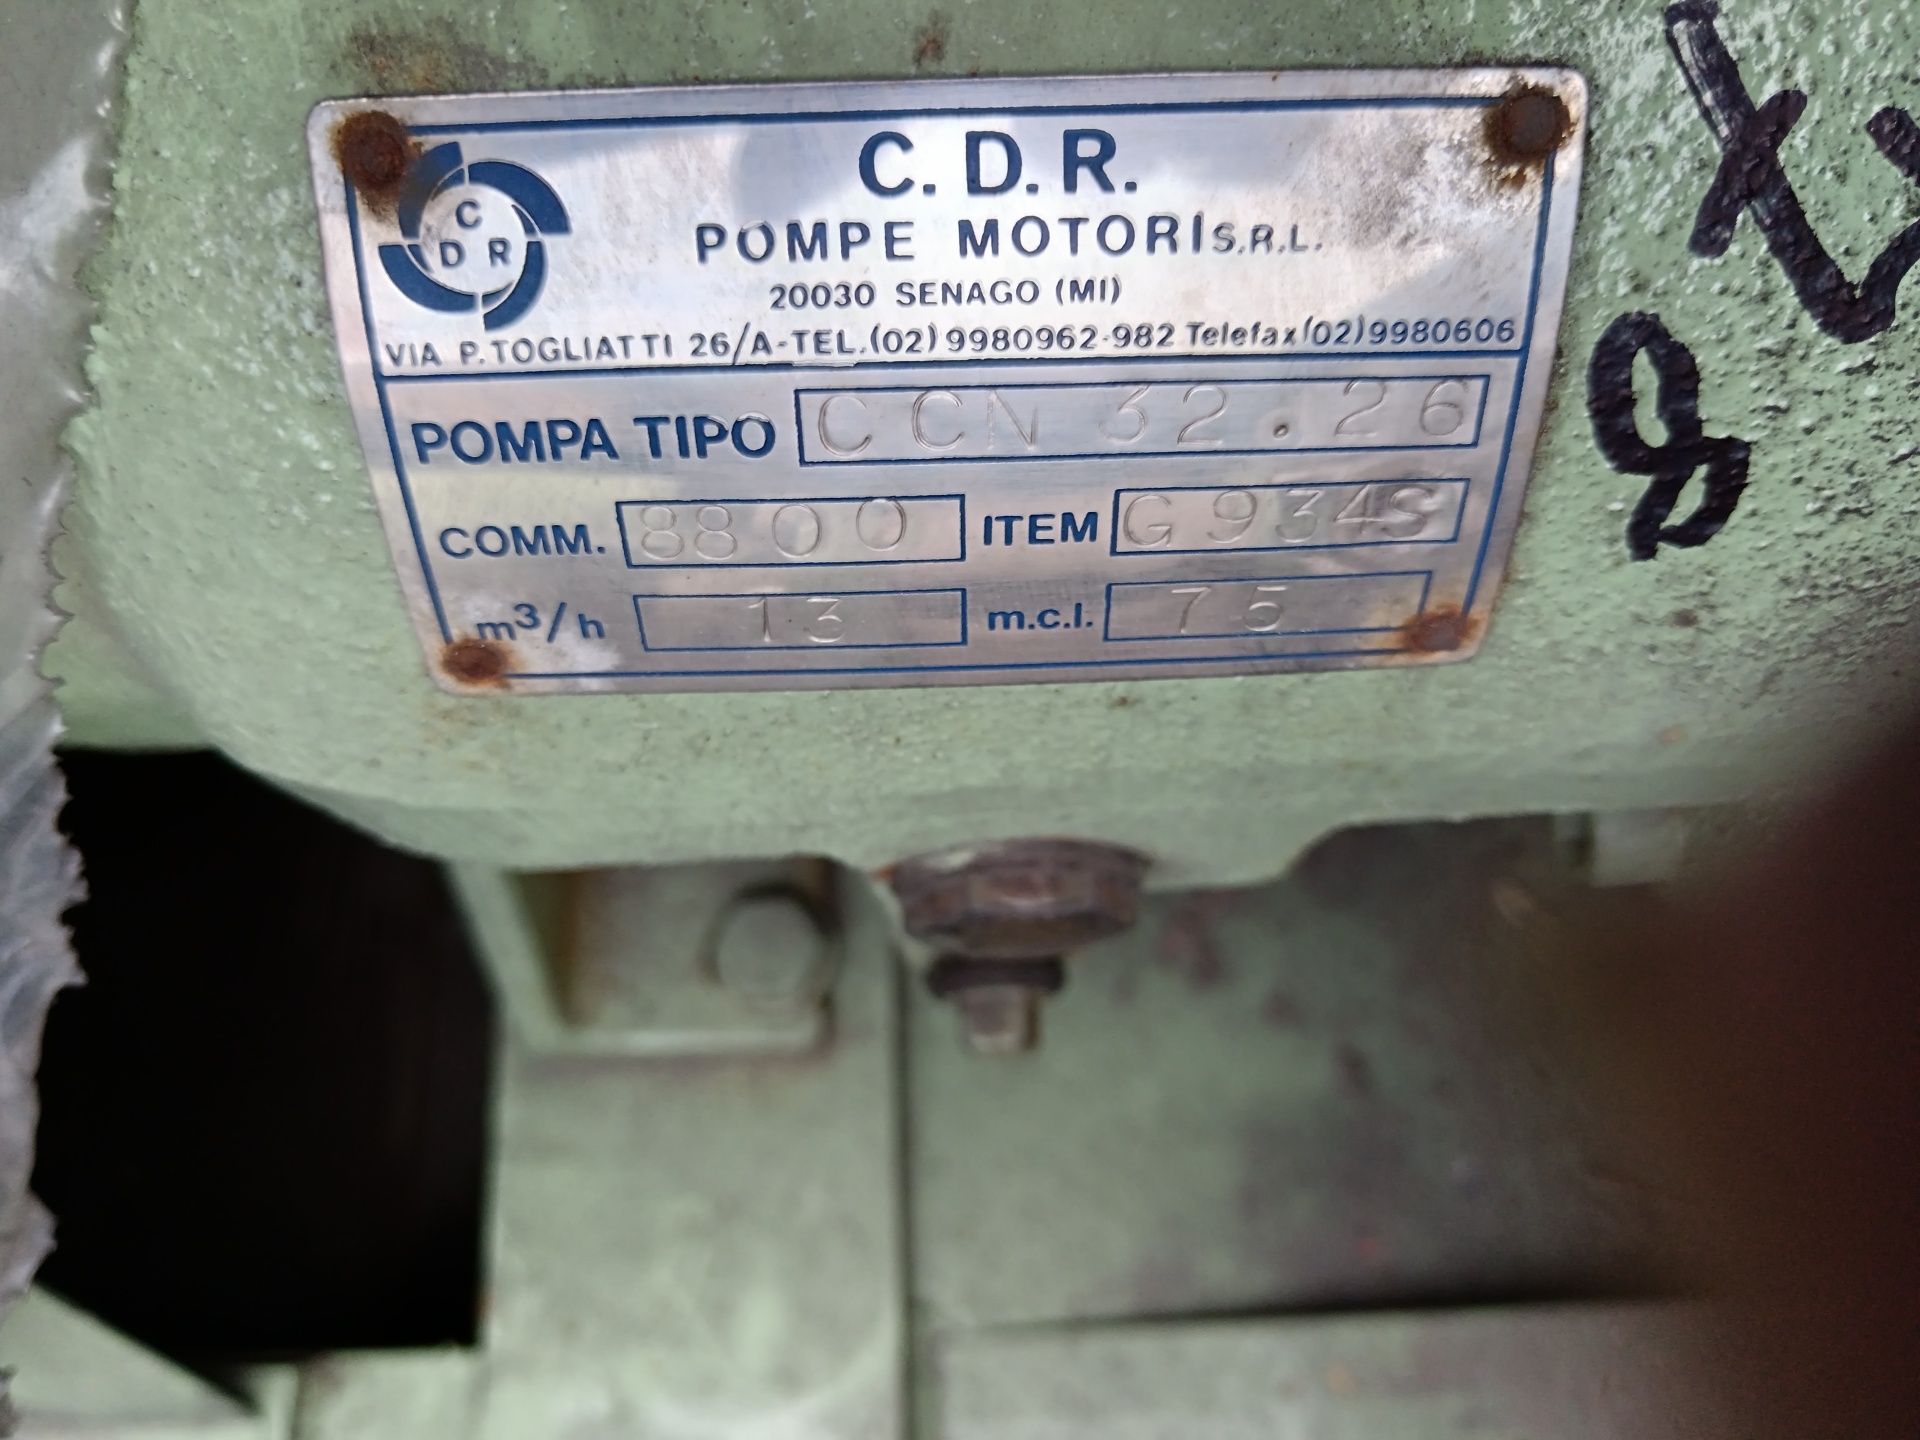 C
D R
C. D. R.
POMPE MOTORI S.R.L.
20030 SENAGO (MI)
VIA P. TOGLIATTI 26/A-TEL.(02) 9980962-982 Telefax (02) 9980606
POMPA TIPO CCN 32.26
COMM. 8800 ITEM G934S
m³/h 13 m.c.l. 75